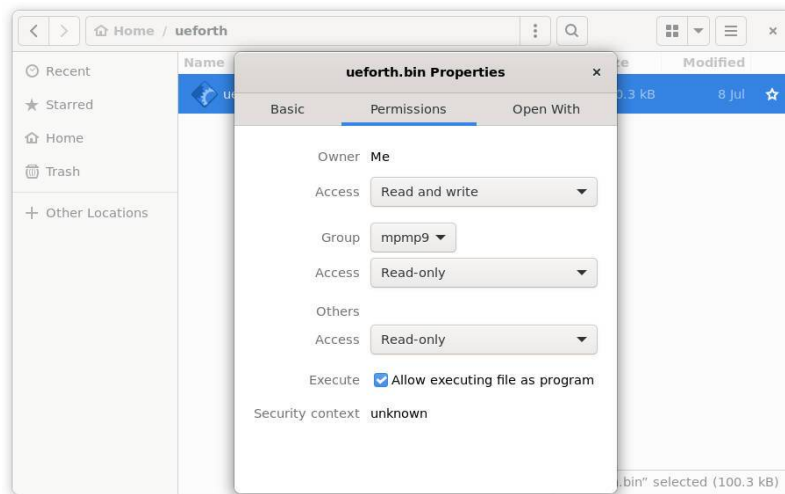 Home / ueforth
Recent
Starred
Home
Trash
Other Locations
Name
Modified
8 Jul
ueforth.bin Properties
Basic Permissions Open With
Owner Me
Access Read and write
Group mpmp9
Access Read-only
Others
Access Read-only
Execute Allow executing file as program
Security context unknown
.bin" selected (100.3 kB)